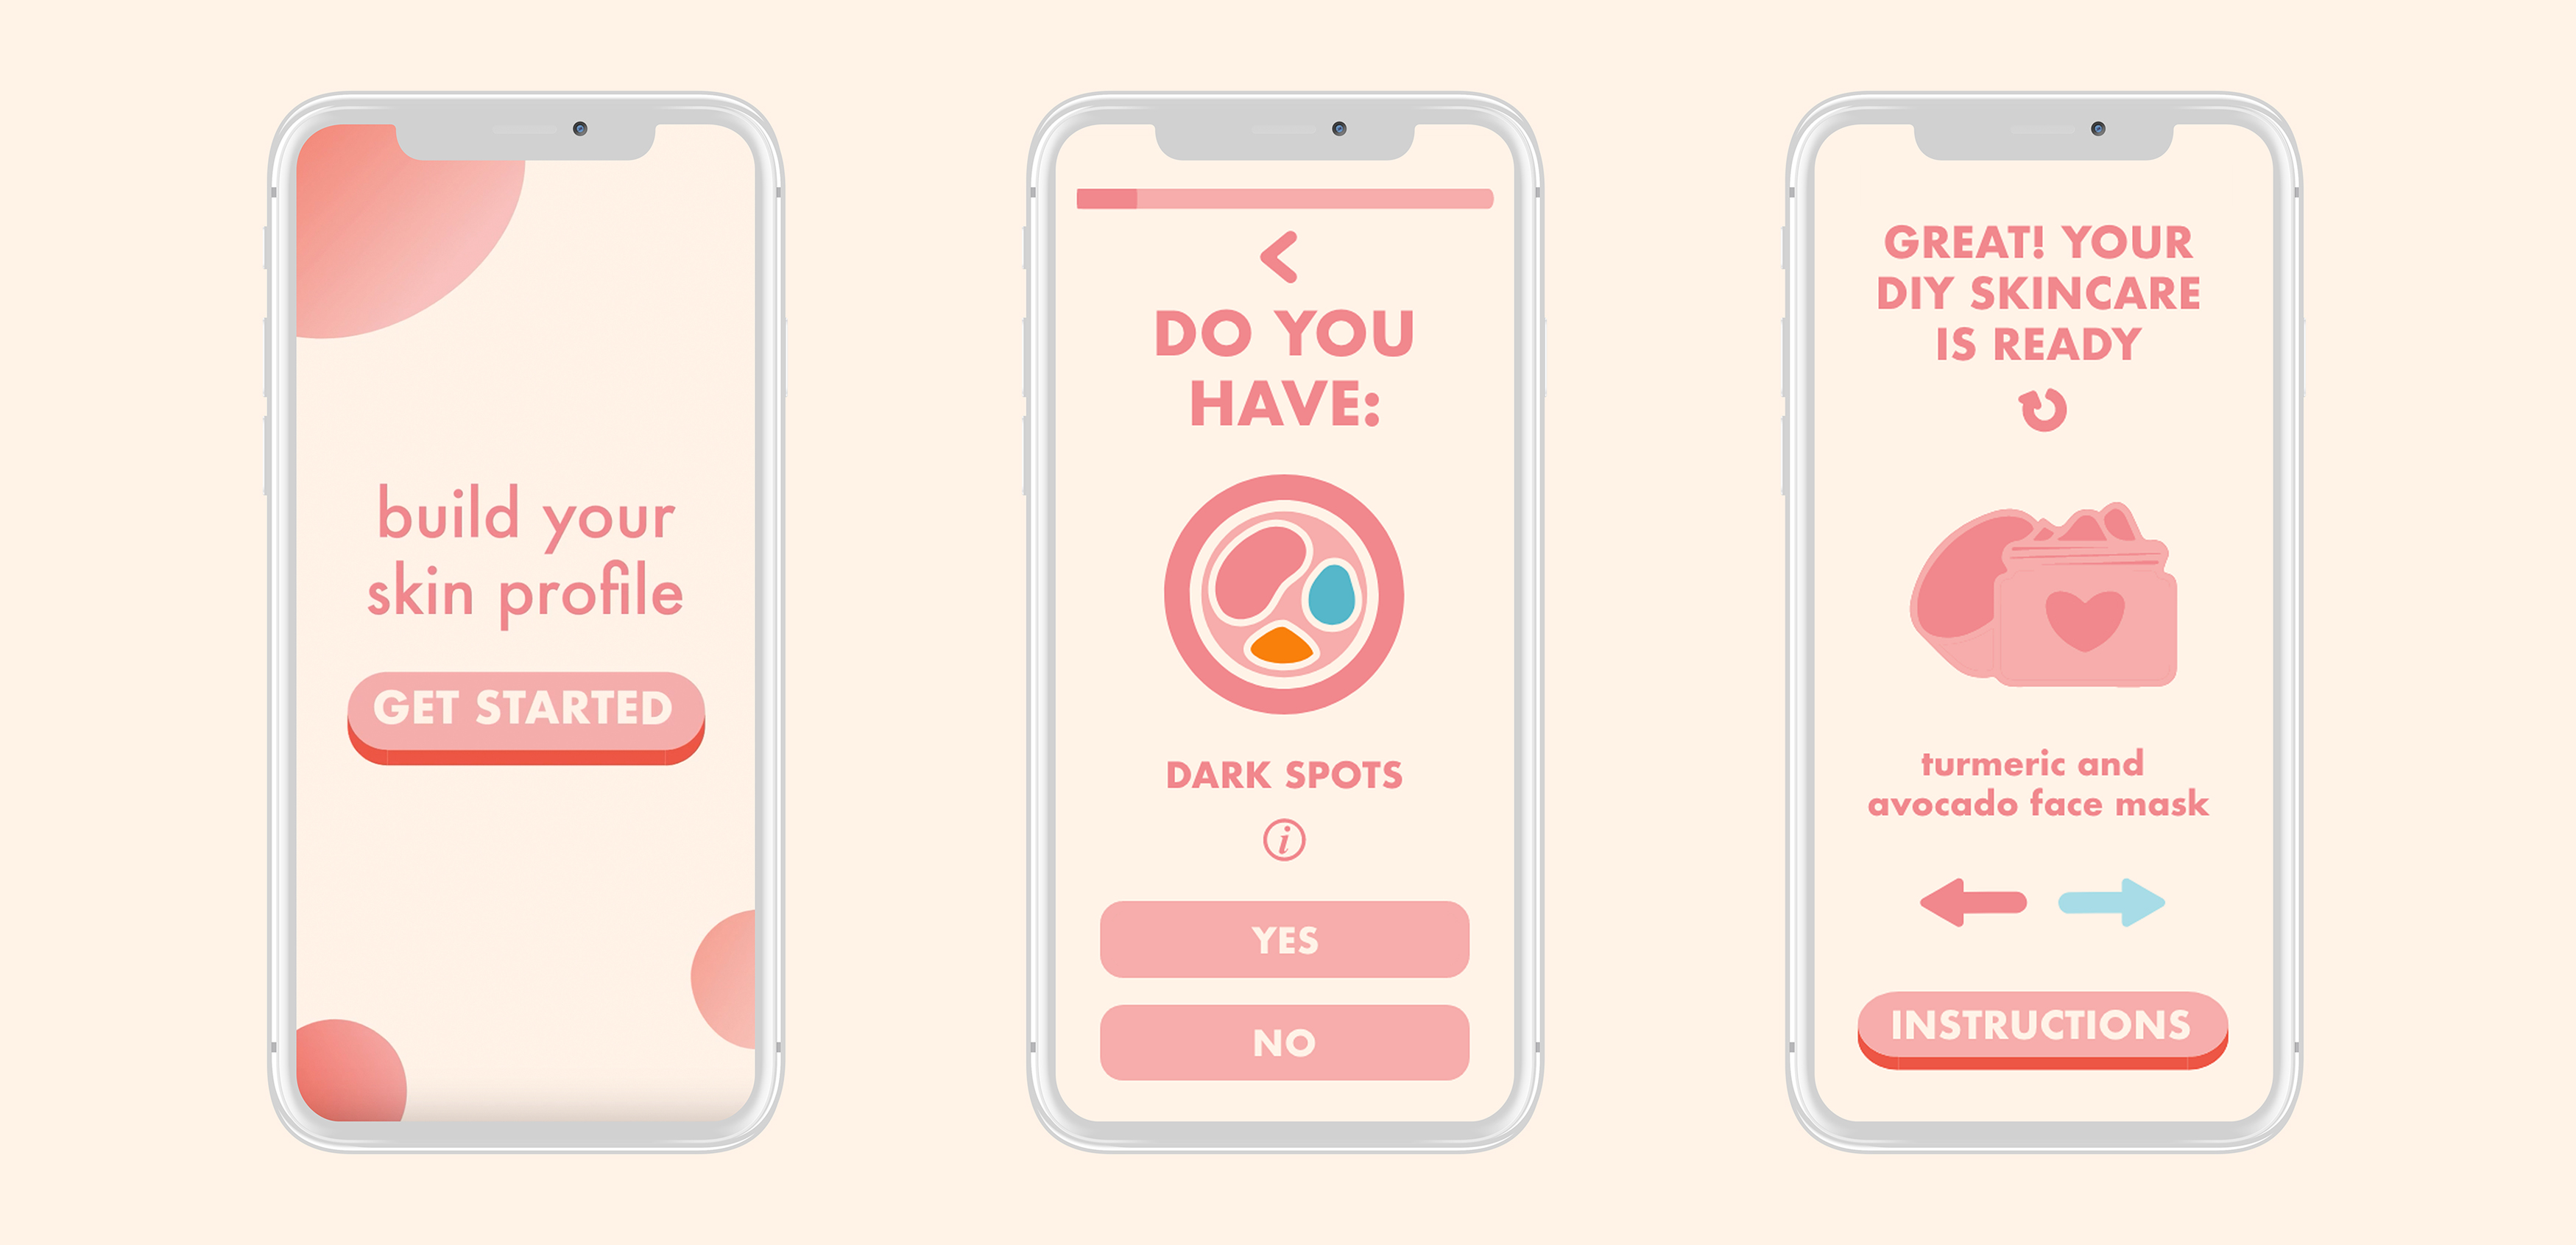 build your
skin profile
GET STARTED
DO YOU
HAVE:
DARK SPOTS
i
YES
NO
GREAT! YOUR
DIY SKINCARE
IS READY
turmeric and
avocado face mask
INSTRUCTIONS